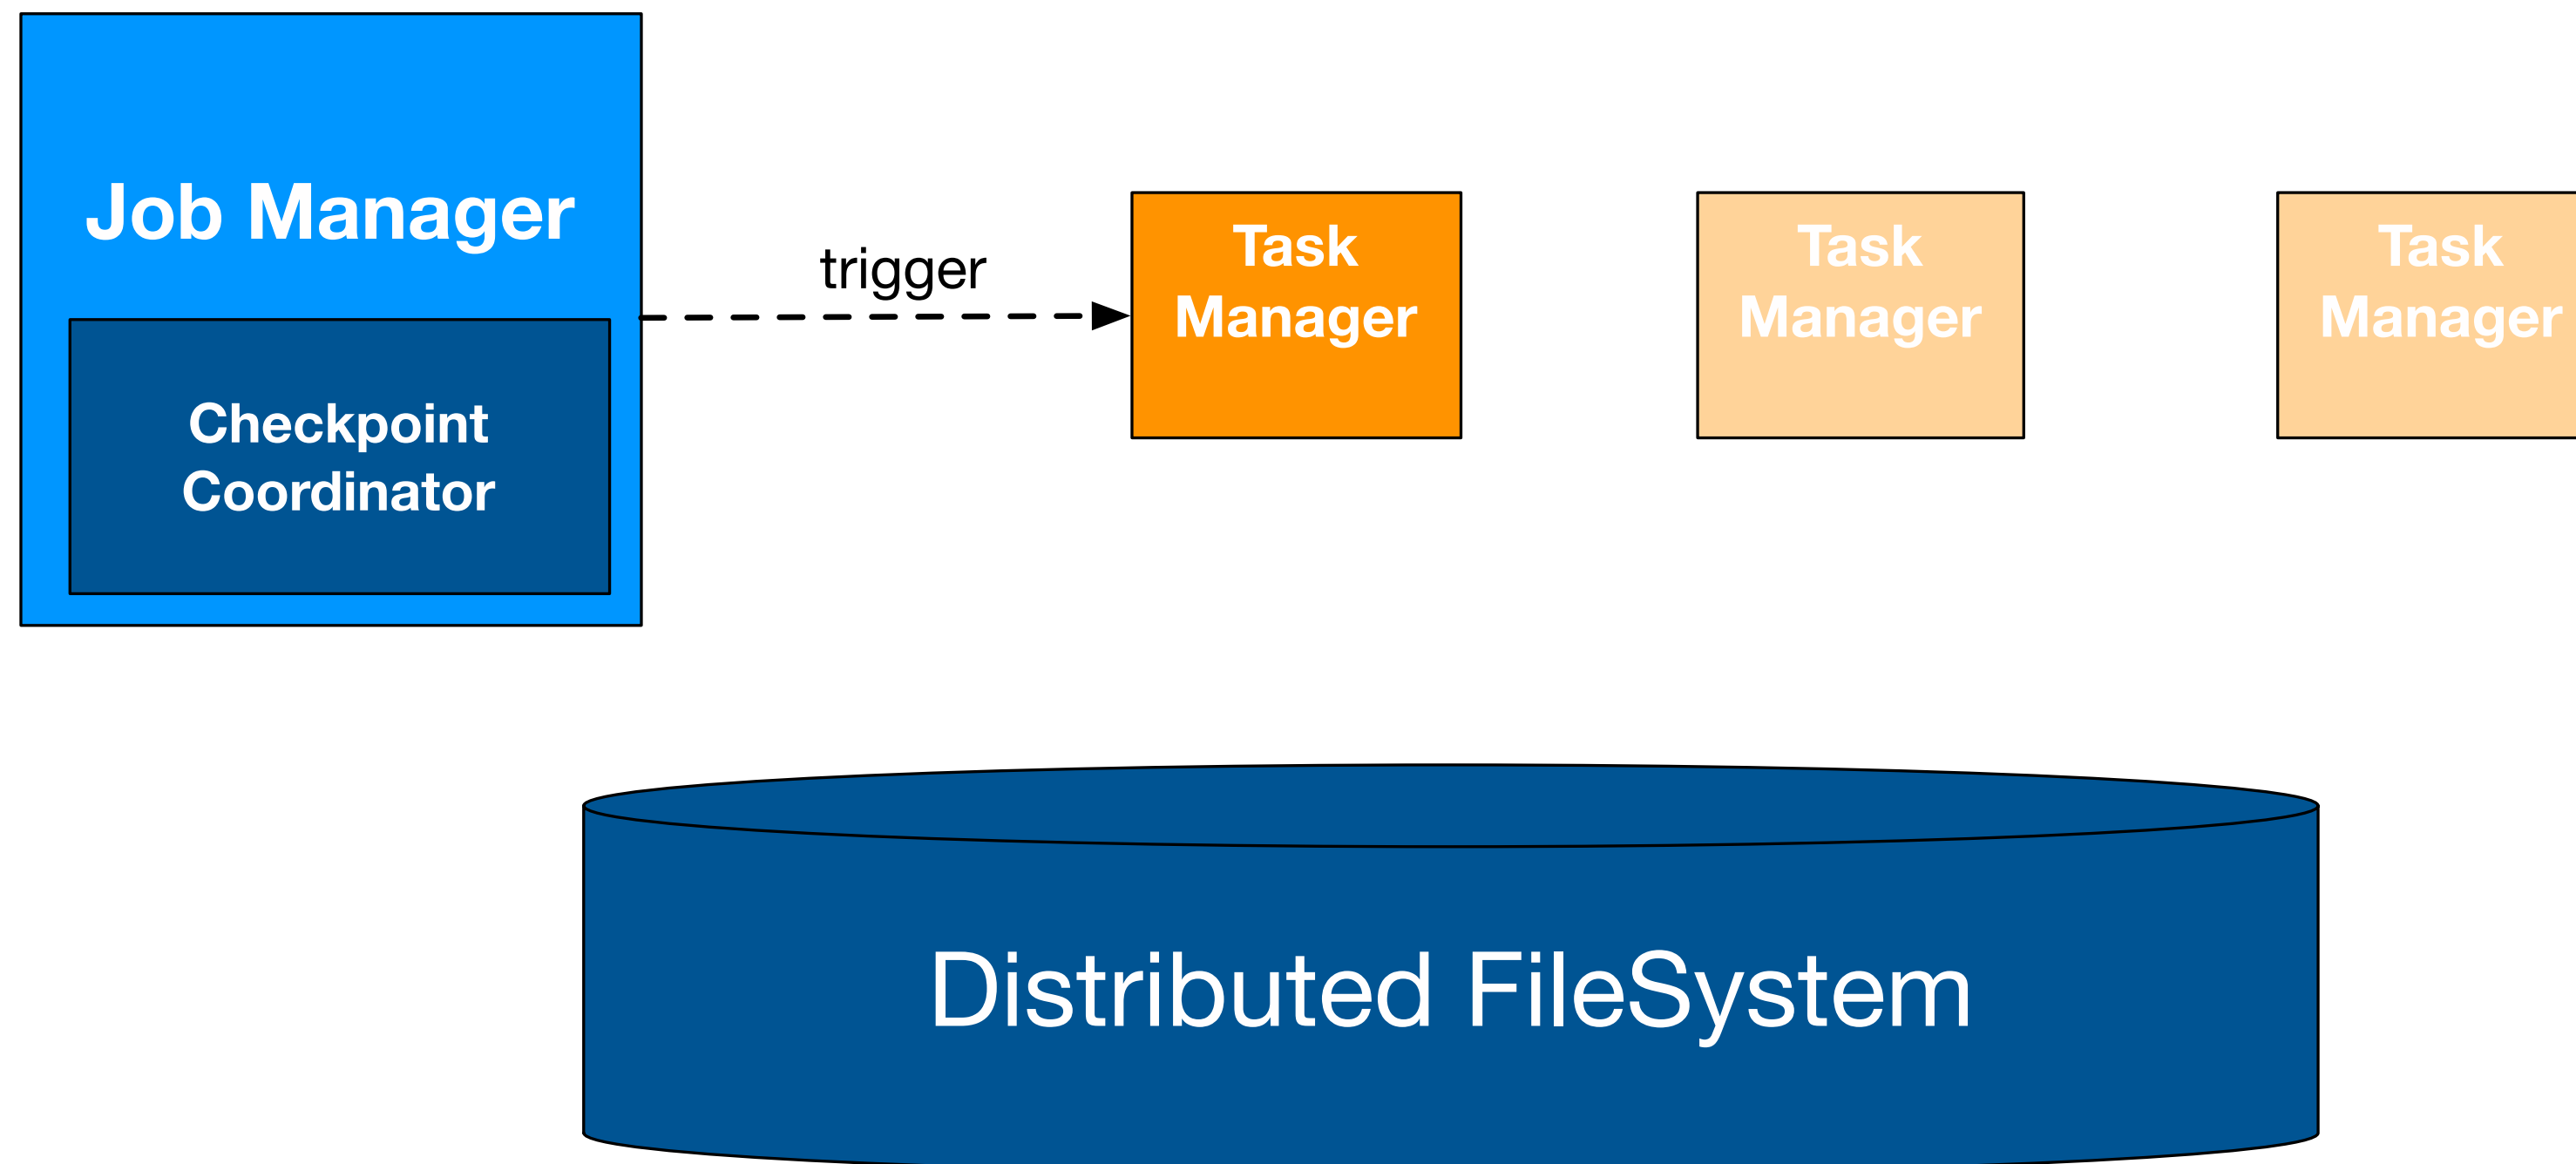 Job Manager
Checkpoint
Coordinator
trigger
Task
Manager
Task
Manager
Task
Manager
Distributed FileSystem